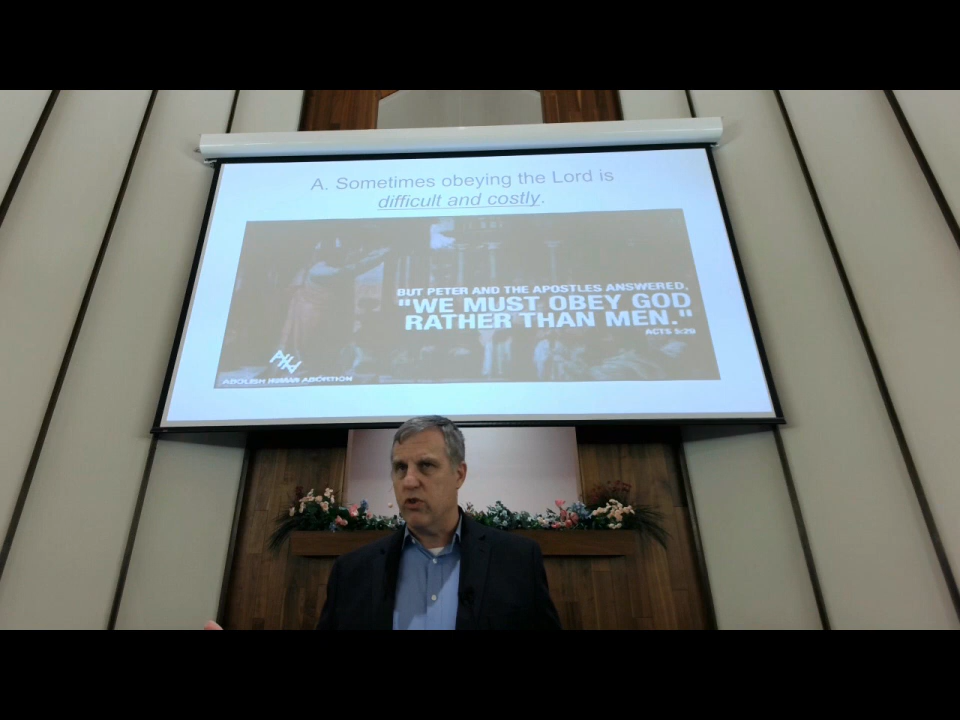 A. Sometimes obeying the Lord is
difficult and costly.
BUT PETER AND THE APOSTLES ANSWERED,
"WE MUST OBEY GOD
RATHER THAN MEN."
ACTS 5:29
AHA
ABOLISH HUMAN ABORTION